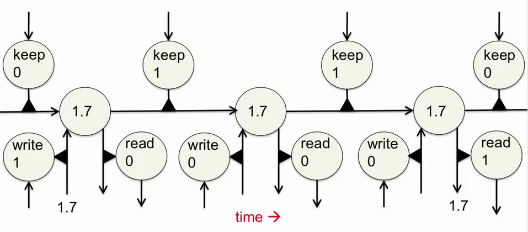 keep
0
keep
1
keep
1
keep
0
1.7
1.7
1.7
write
1
read
0
write
0
read
0
write
0
read
1
1.7
1.7
time →